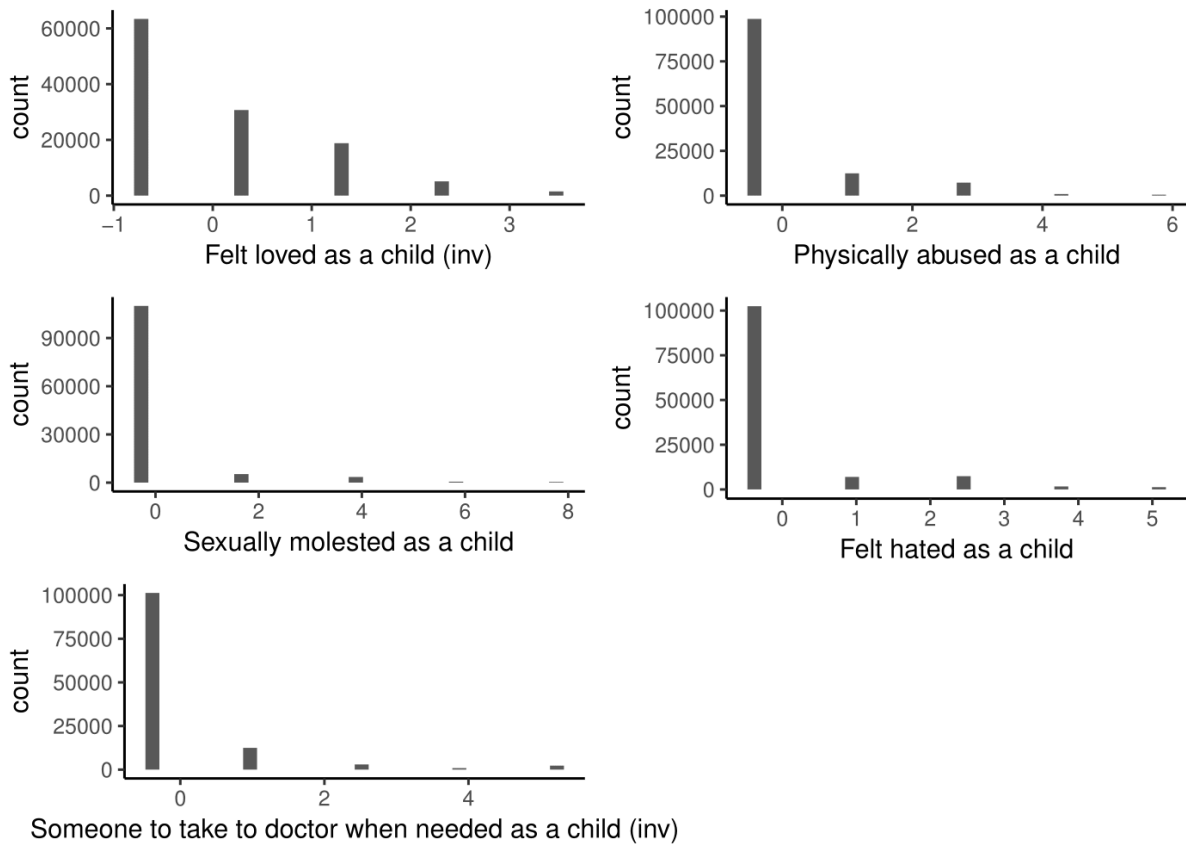 count
60000
40000
20000
0
−1 0 1 2 3
Felt loved as a child (inv)
count
100000
75000
50000
25000
0
0 2 4 6
Physically abused as a child
count
90000
60000
30000
0
0 2 4 6 8
Sexually molested as a child
count
100000
75000
50000
25000
0
0 1 2 3 4 5
Felt hated as a child
count
100000
75000
50000
25000
0
0 2 4
Someone to take to doctor when needed as a child (inv)